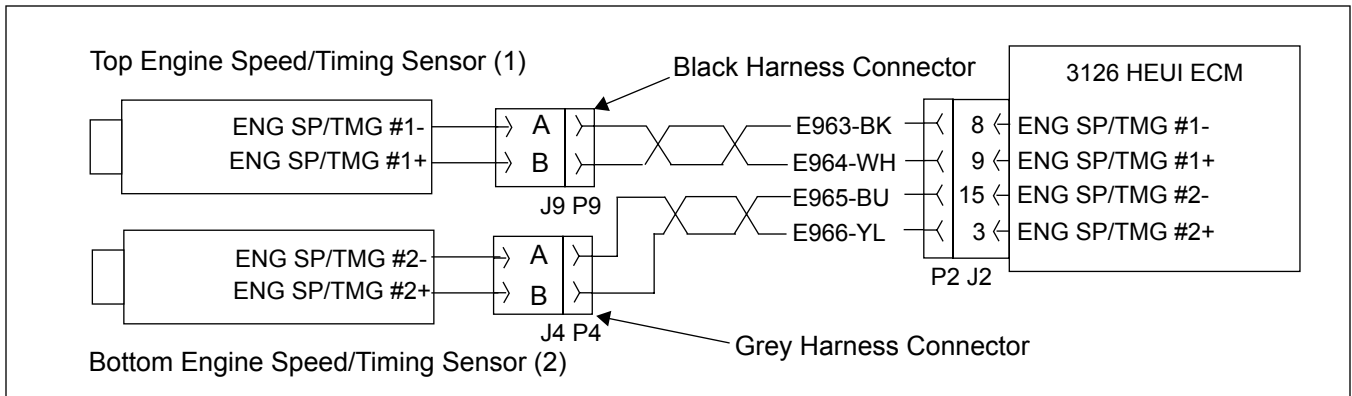 Top Engine Speed/Timing Sensor (1)
Black Harness Connector
3126 HEUI ECM
ENG SP/TMG #1-
A
E963-BK
8
ENG SP/TMG #1-
ENG SP/TMG #1+
B
E964-WH
9
ENG SP/TMG #1+
J9 P9
E965-BU
15
ENG SP/TMG #2-
ENG SP/TMG #2-
A
E966-YL
3
ENG SP/TMG #2+
ENG SP/TMG #2+
B
P2 J2
J4 P4
Grey Harness Connector
Bottom Engine Speed/Timing Sensor (2)